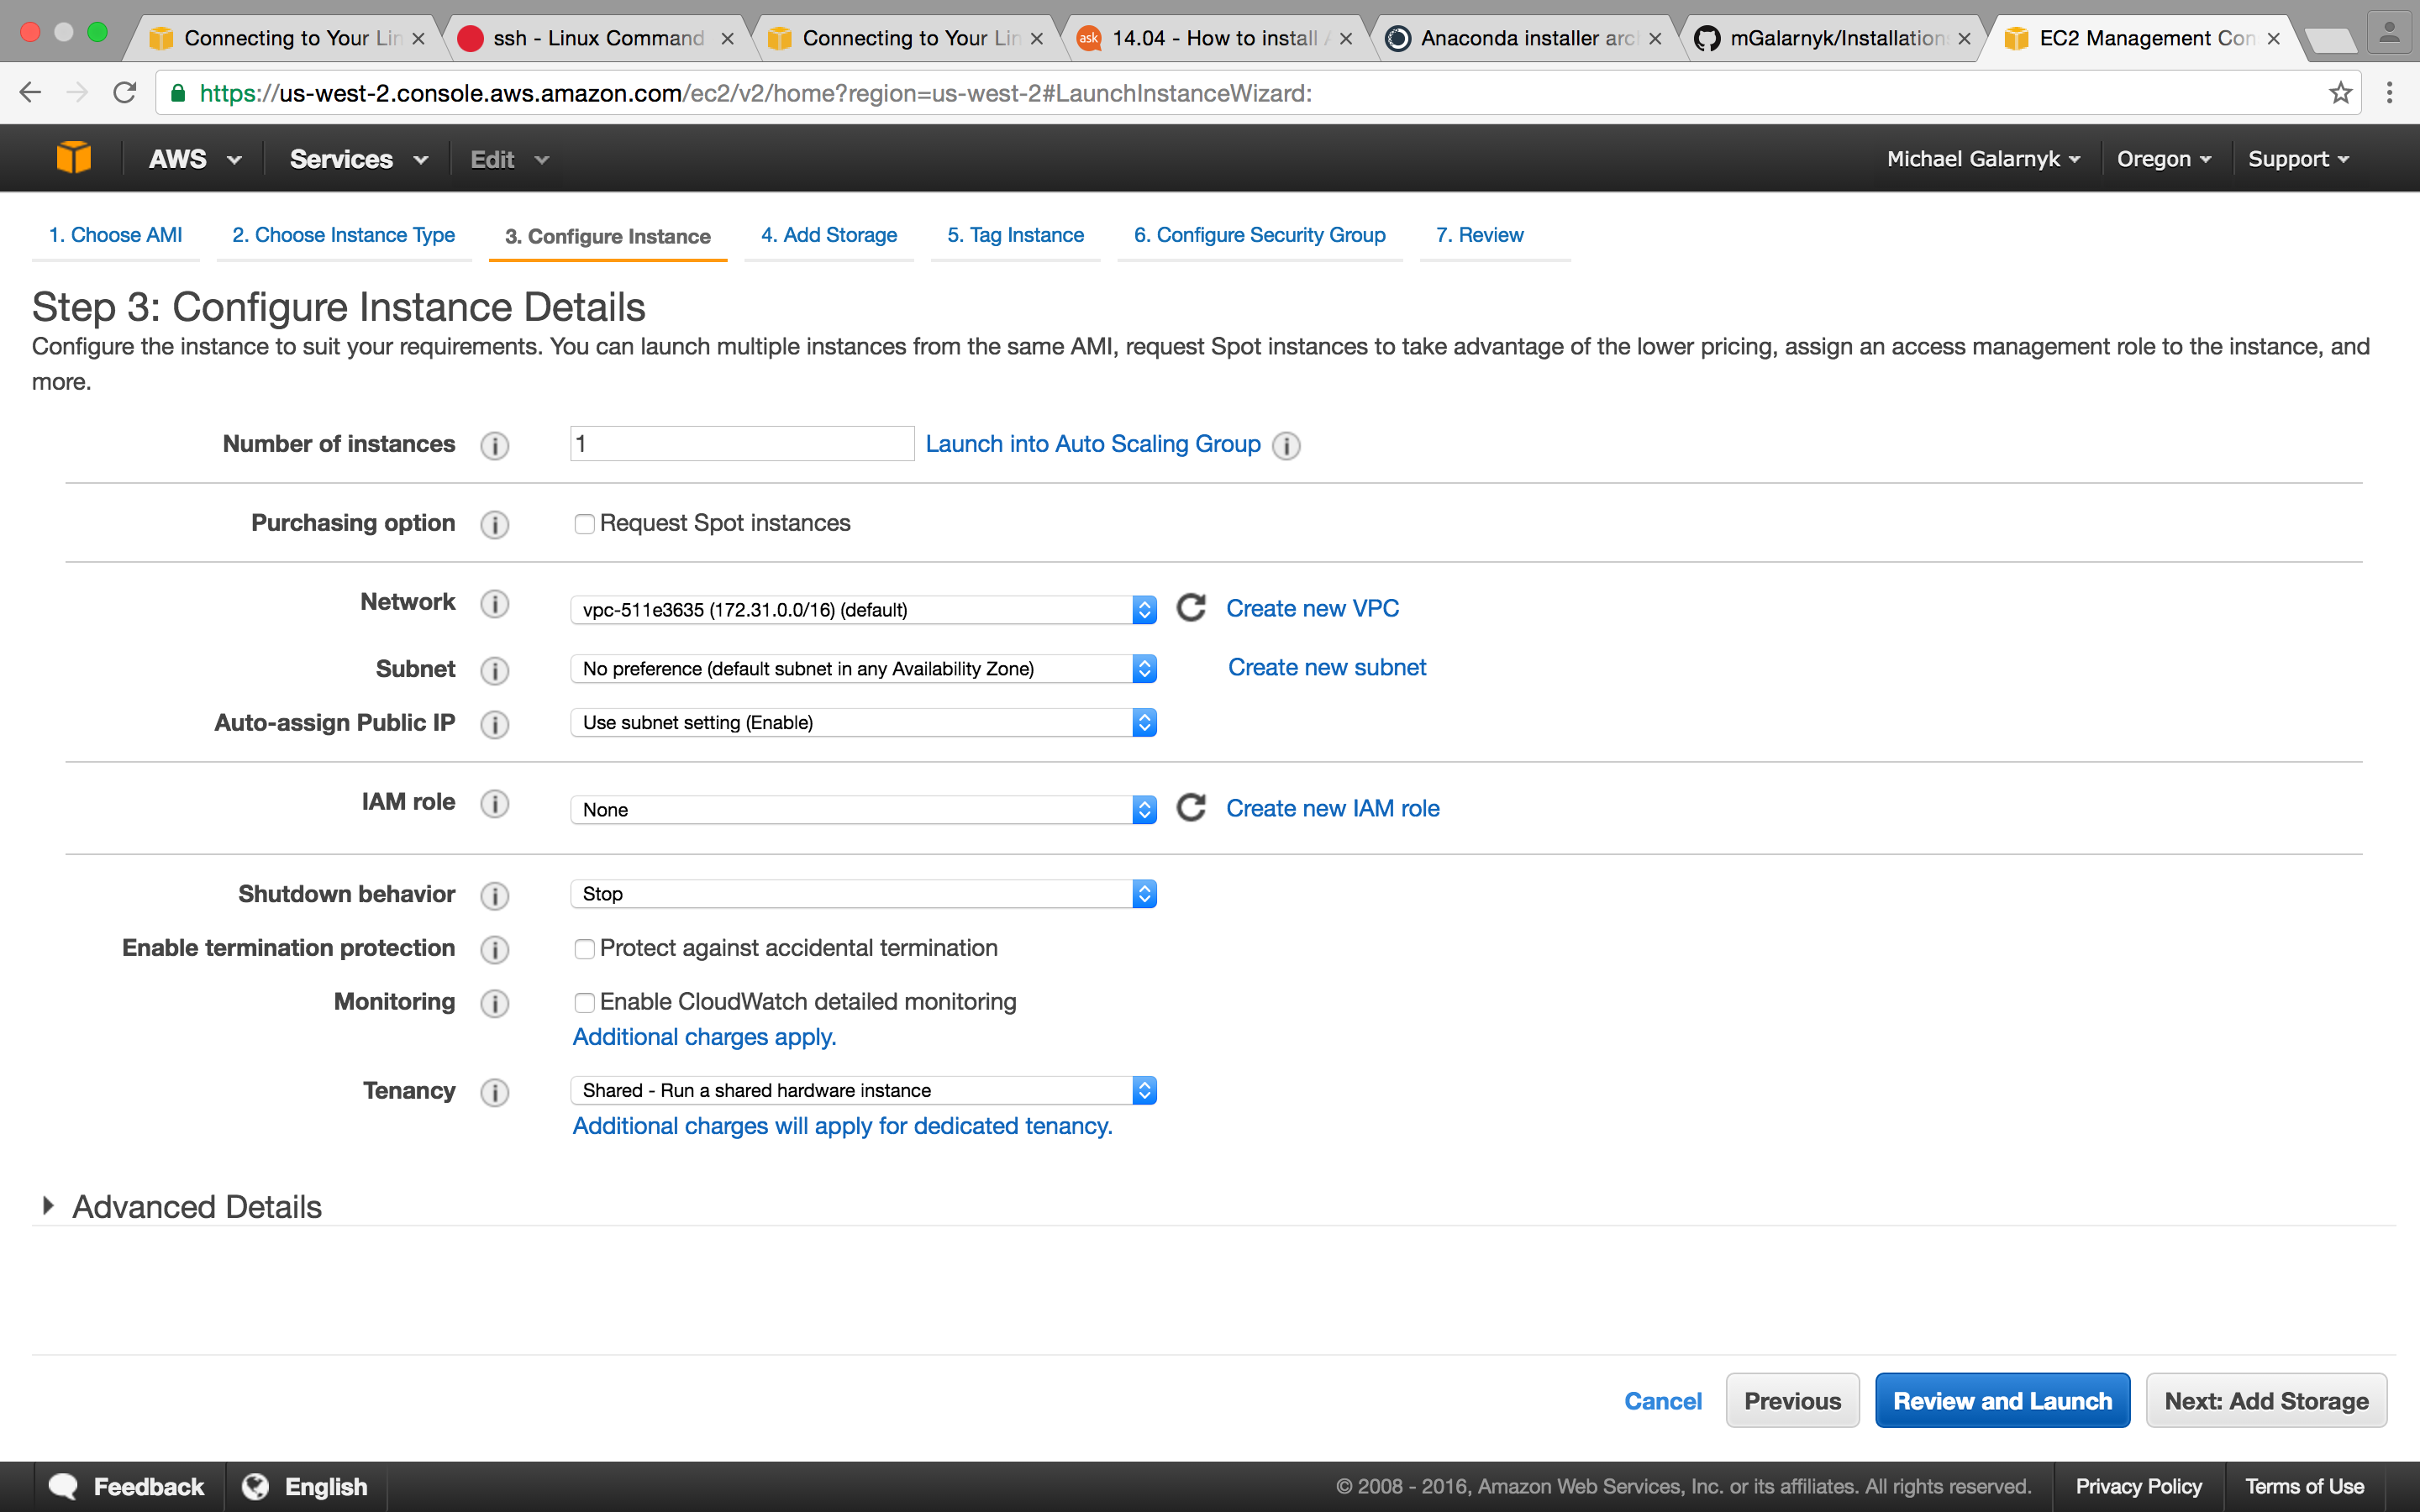 Connecting to Your Lin
ssh - Linux Command
Connecting to Your Lin
ask
14.04 - How to install A
Anaconda installer arc
mGalarnyk/Installation
EC2 Management Con
https://us-west-2.console.aws.amazon.com/ec2/v2/home?region=us-west-2#LaunchInstanceWizard:
AWS
Services
Edit
Michael Galarnyk
Oregon
Support
1. Choose AMI
2. Choose Instance Type
3. Configure Instance
4. Add Storage
5. Tag Instance
6. Configure Security Group
7. Review
Step 3: Configure Instance Details
Configure the instance to suit your requirements. You can launch multiple instances from the same AMI, request Spot instances to take advantage of the lower pricing, assign an access management role to the instance, and
more.
Number of instances i 1 Launch into Auto Scaling Group i
Purchasing option i Request Spot instances
Network i vpc-511e3635 (172.31.0.0/16) (default) Create new VPC
Subnet i No preference (default subnet in any Availability Zone) Create new subnet
Auto-assign Public IP i Use subnet setting (Enable)
IAM role i None Create new IAM role
Shutdown behavior i Stop
Enable termination protection i Protect against accidental termination
Monitoring i Enable CloudWatch detailed monitoring
Additional charges apply.
Tenancy i Shared - Run a shared hardware instance
Additional charges will apply for dedicated tenancy.
Advanced Details
Cancel
Previous
Review and Launch
Next: Add Storage
Feedback
English
© 2008 - 2016, Amazon Web Services, Inc. or its affiliates. All rights reserved.
Privacy Policy
Terms of Use